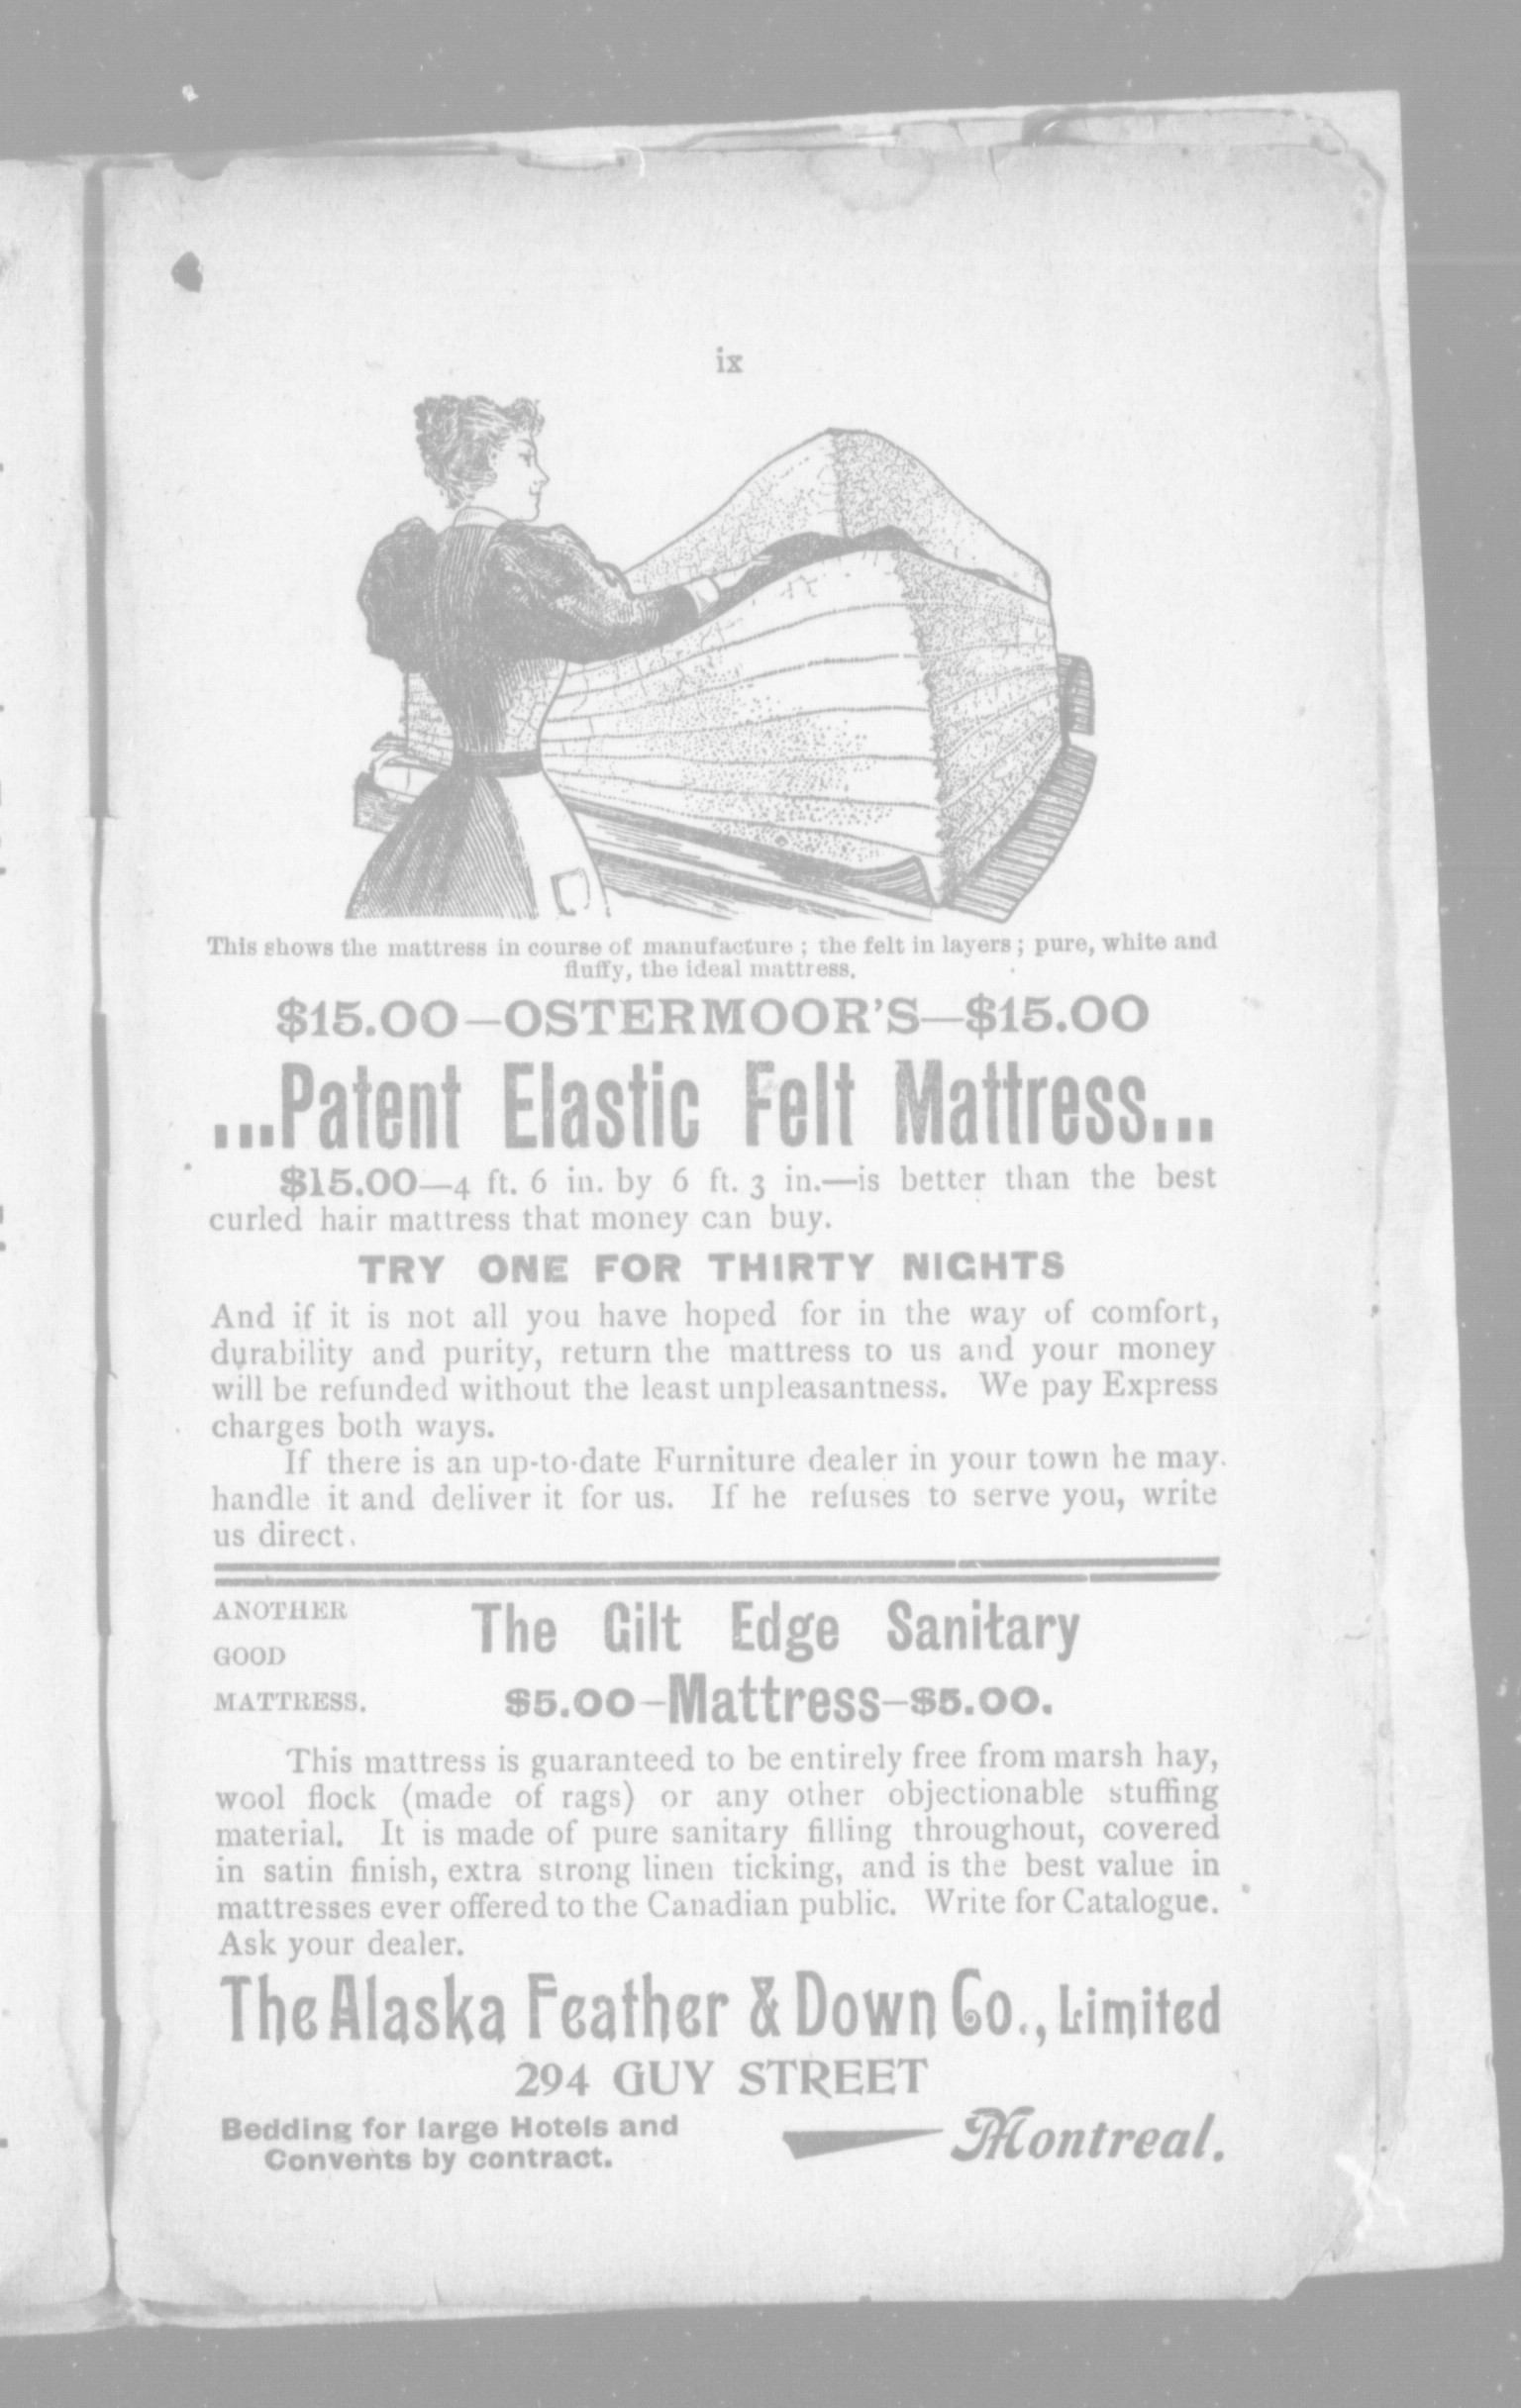 ix
This shows the mattress in course of manufacture ; the felt in layers ; pure, white and
fluffy, the ideal mattress.
$15.00—OSTERMOOR'S—$15.00
...Patent Elastic Felt Mattress...
$15.00—4 ft. 6 in. by 6 ft. 3 in.—is better than the best
curled hair mattress that money can buy.
TRY ONE FOR THIRTY NIGHTS
And if it is not all you have hoped for in the way of comfort,
durability and purity, return the mattress to us and your money
will be refunded without the least unpleasantness. We pay Express
charges both ways.
If there is an up-to-date Furniture dealer in your town he may
handle it and deliver it for us. If he refuses to serve you, write
us direct.
ANOTHER
GOOD
MATTRESS.
The Gilt Edge Sanitary
$5.00—Mattress—$5.00.
This mattress is guaranteed to be entirely free from marsh hay,
wool flock (made of rags) or any other objectionable stuffing
material. It is made of pure sanitary filling throughout, covered
in satin finish, extra strong linen ticking, and is the best value in
mattresses ever offered to the Canadian public. Write for Catalogue.
Ask your dealer.
The Alaska Feather & Down Co., Limited
294 GUY STREET
Bedding for large Hotels and
Convents by contract.
Montreal.